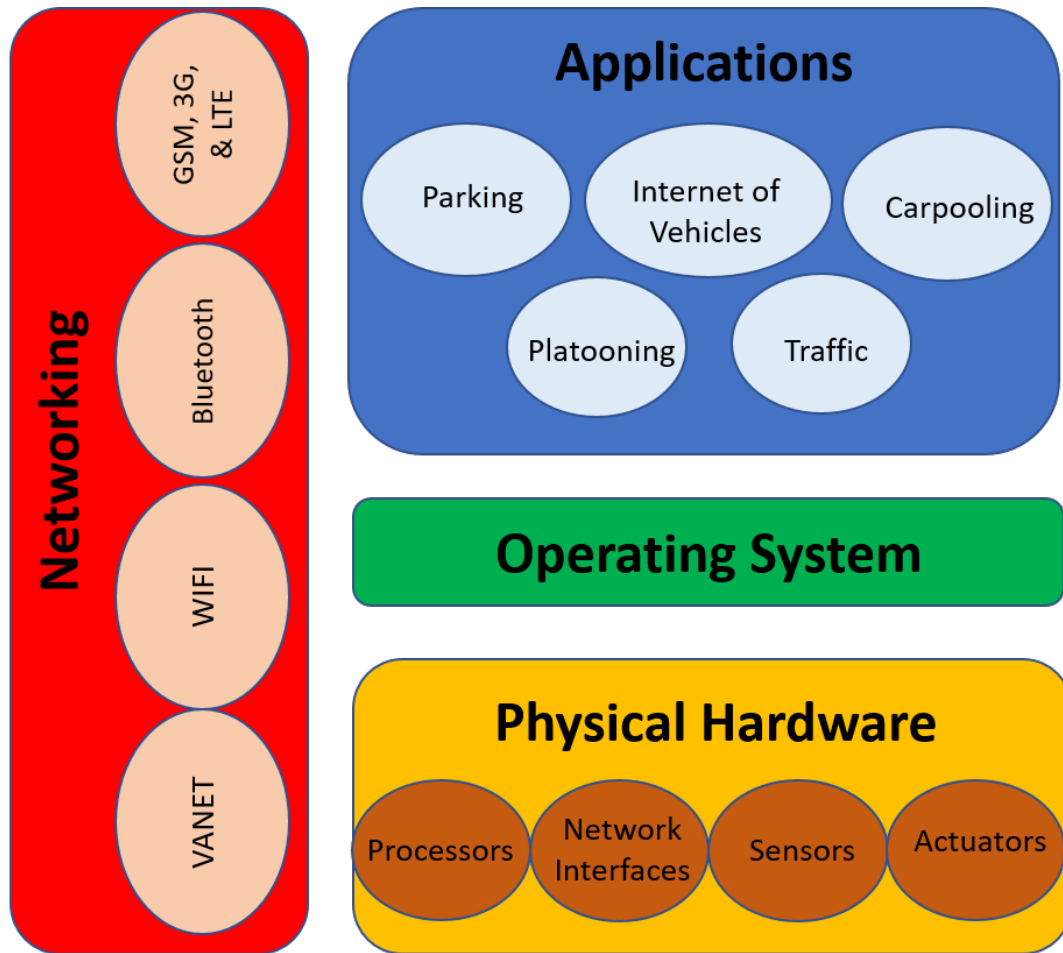 Networking
GSM, 3G,
& LTE
Bluetooth
WIFI
VANET
Applications
Parking
Internet of
Vehicles
Carpooling
Platooning
Traffic
Operating System
Physical Hardware
Processors
Network
Interfaces
Sensors
Actuators